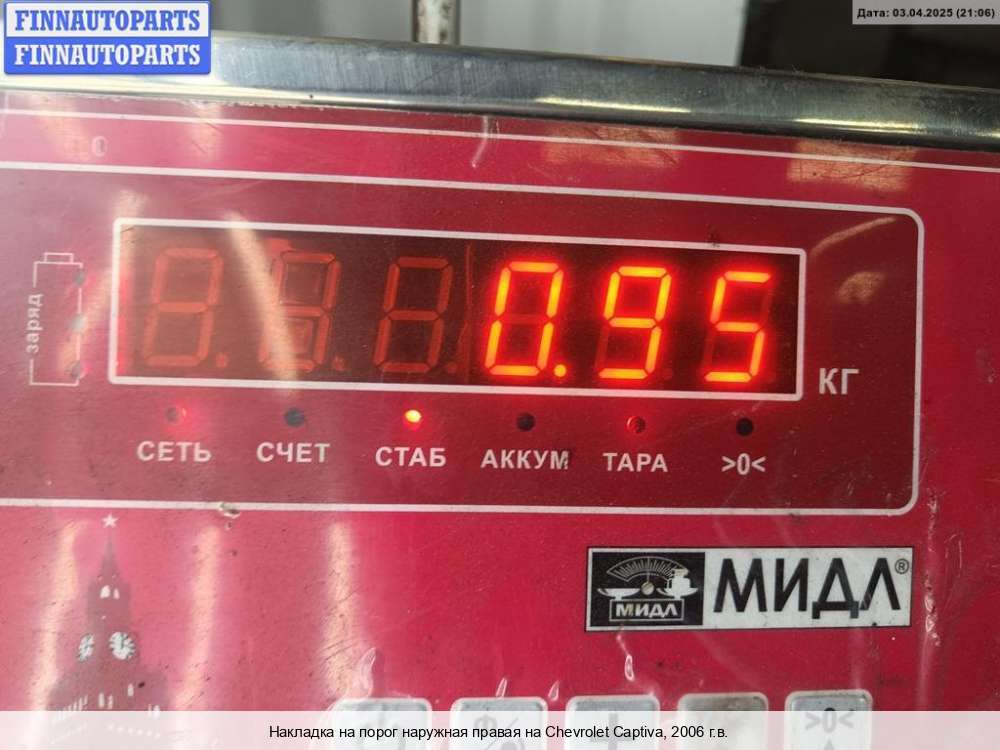 FINNAUTOPARTS
FINNAUTOPARTS
Дата: 03.04.2025 (21:06)
заряд
0.95
КГ
СЕТЬ СЧЕТ СТАБ АККУМ ТАРА >0<
МИДЛ
МИДЛ®
>0<
Накладка на порог наружная правая на Chevrolet Captiva, 2006 г.в.